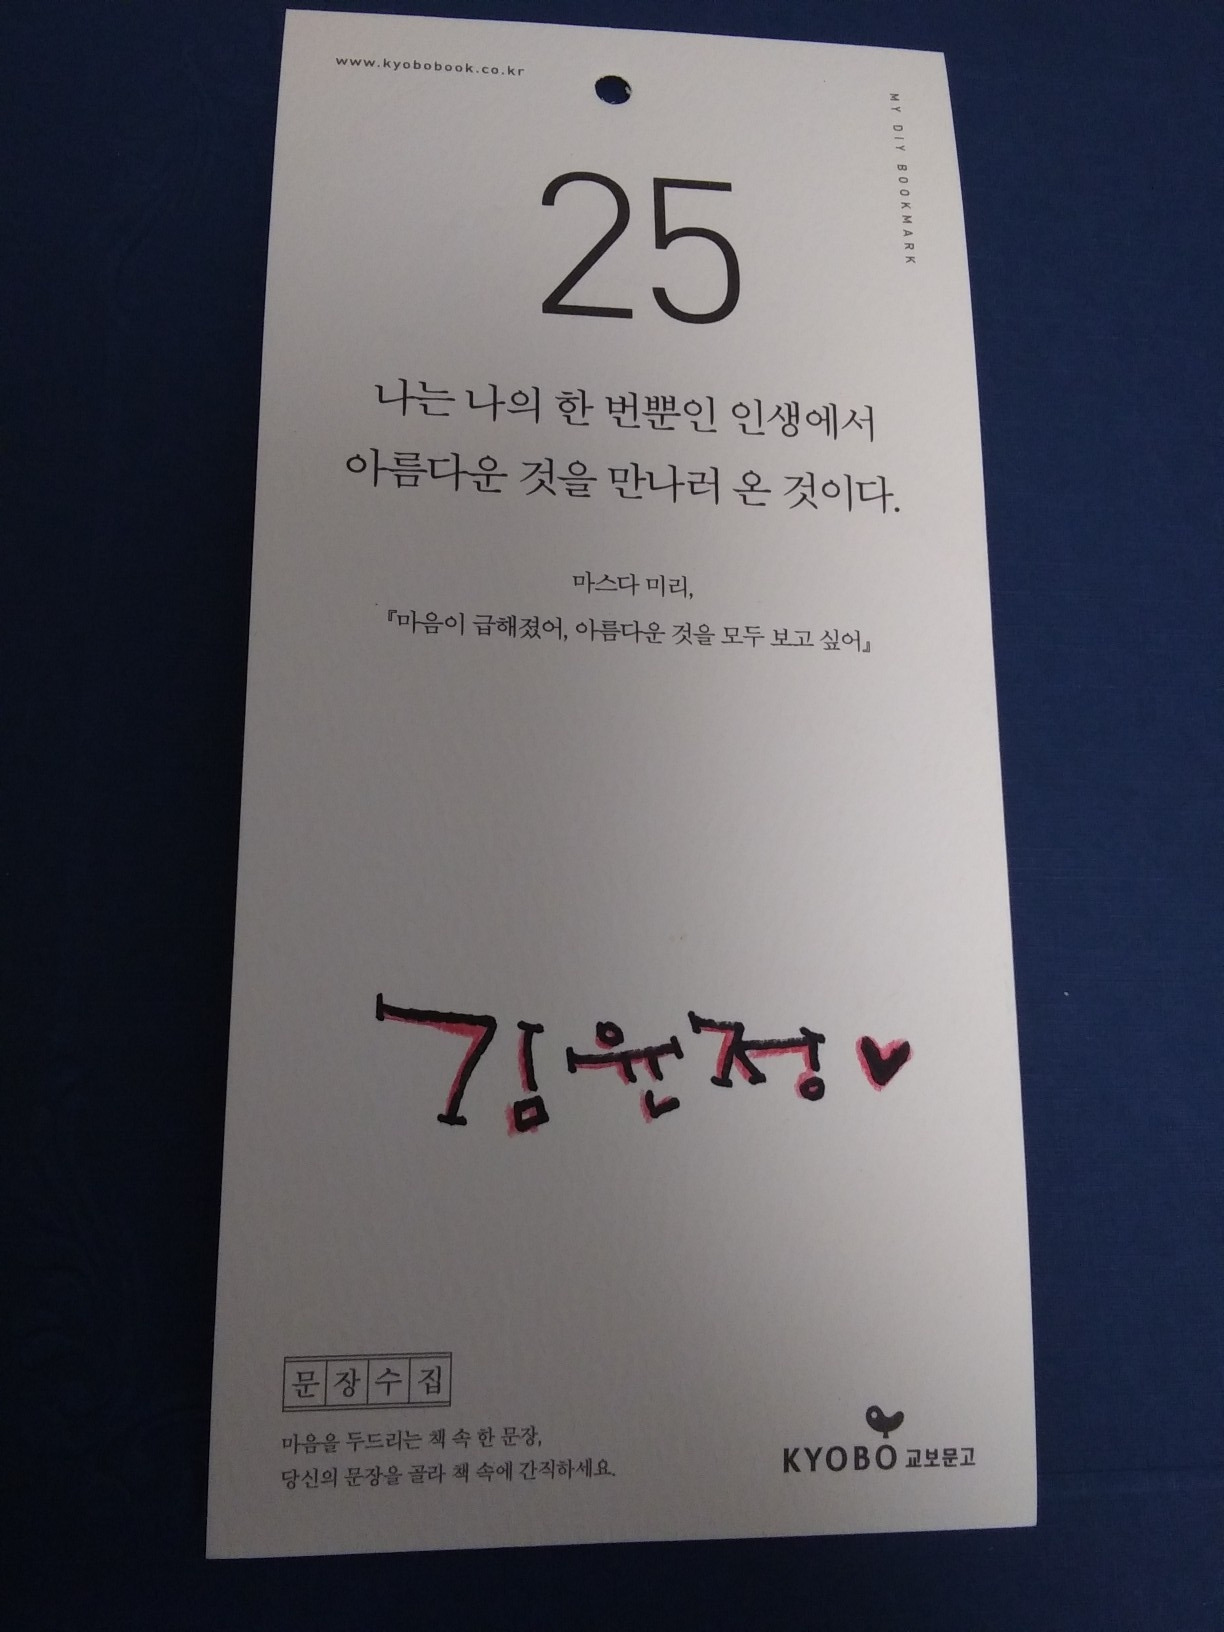 www.kyobobook.co.kr
MY DIY BOOKMARK
25
나는 나의 한 번뿐인 인생에서
아름다운 것을 만나러 온 것이다.
마스다 미리,
『마음이 급해졌어, 아름다운 것을 모두 보고 싶어』
김윤정
문장수집
마음을 두드리는 책 속 한 문장,
당신의 문장을 골라 책 속에 간직하세요.
KYOBO 교보문고